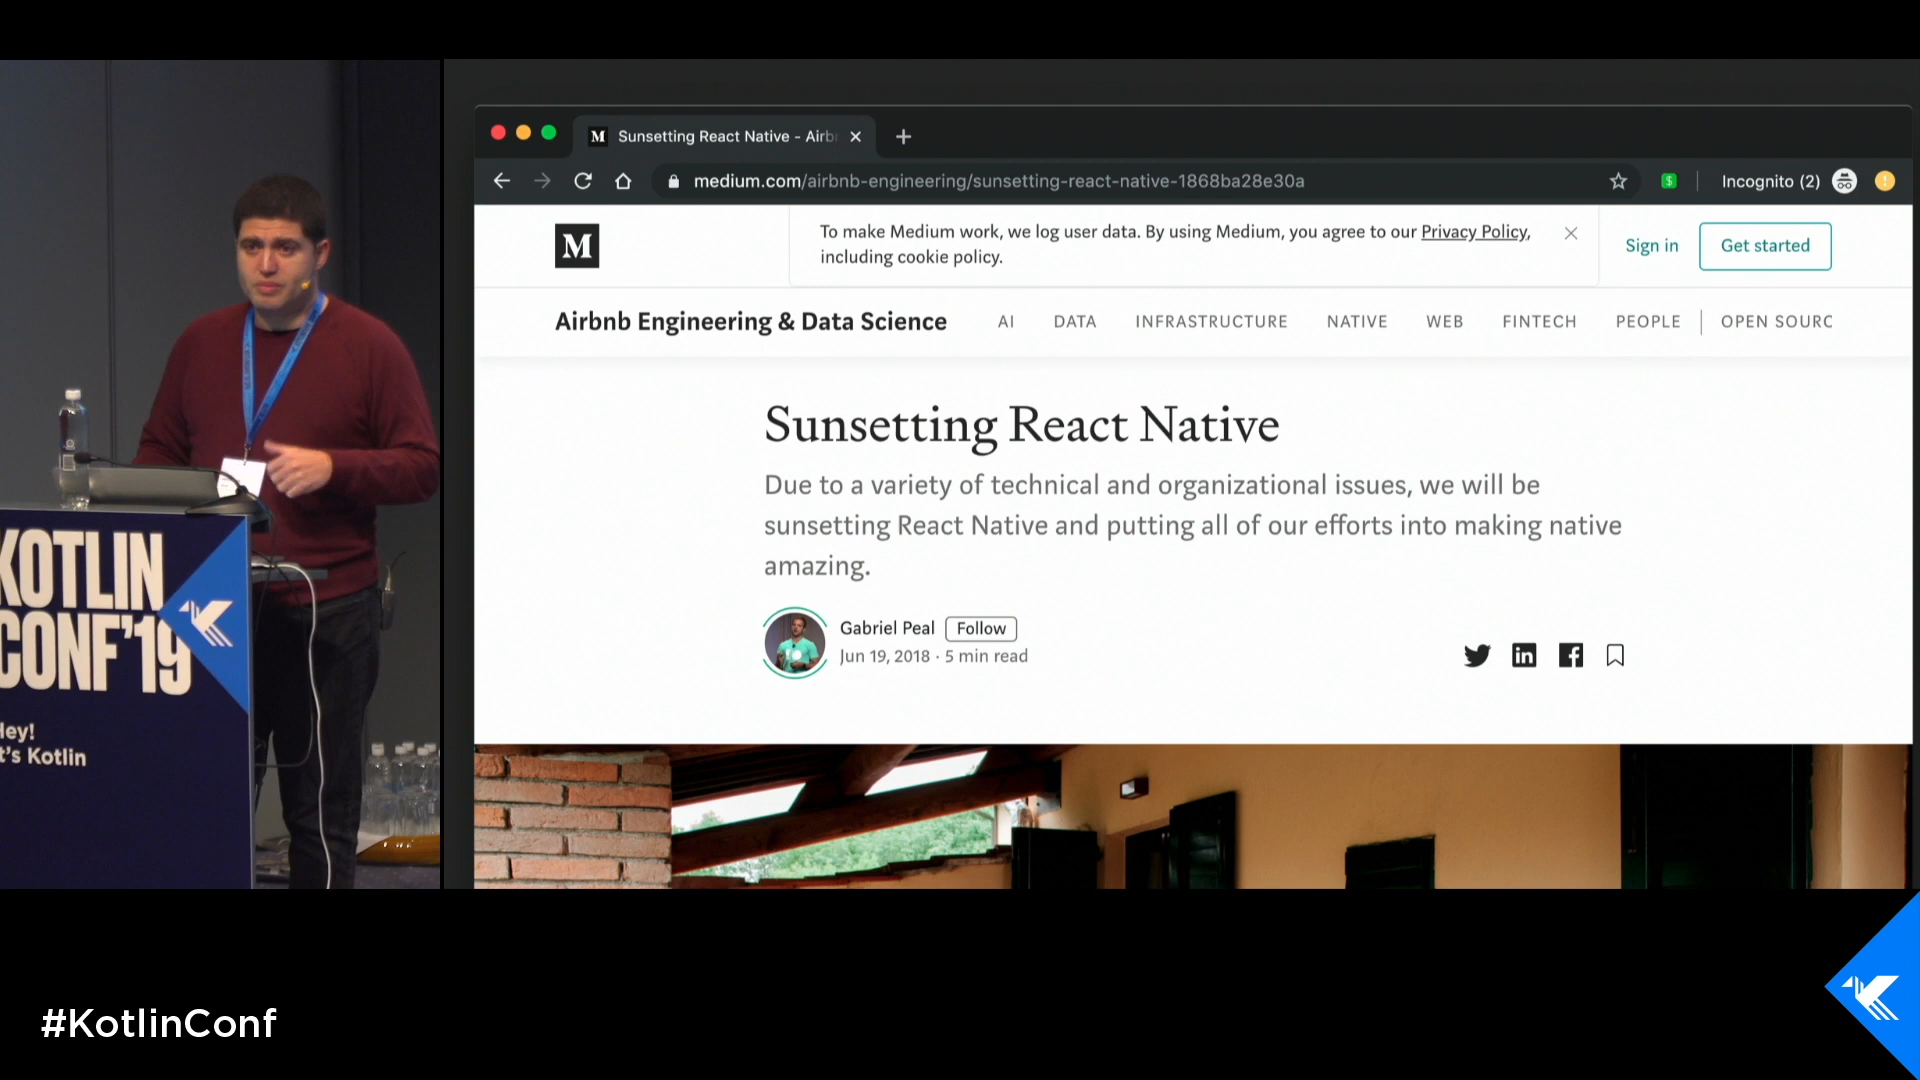 Sunsetting React Native - Airb
medium.com/airbnb-engineering/sunsetting-react-native-1868ba28e30a
Incognito (2)
M
To make Medium work, we log user data. By using Medium, you agree to our Privacy Policy,
including cookie policy.
Sign in
Get started
Airbnb Engineering & Data Science
AI
DATA
INFRASTRUCTURE
NATIVE
WEB
FINTECH
PEOPLE
OPEN SOURC
Sunsetting React Native
Due to a variety of technical and organizational issues, we will be
sunsetting React Native and putting all of our efforts into making native
amazing.
Gabriel Peal
Follow
Jun 19, 2018 · 5 min read
KOTLIN
CONF'19
Hey!
t's Kotlin
#KotlinConf